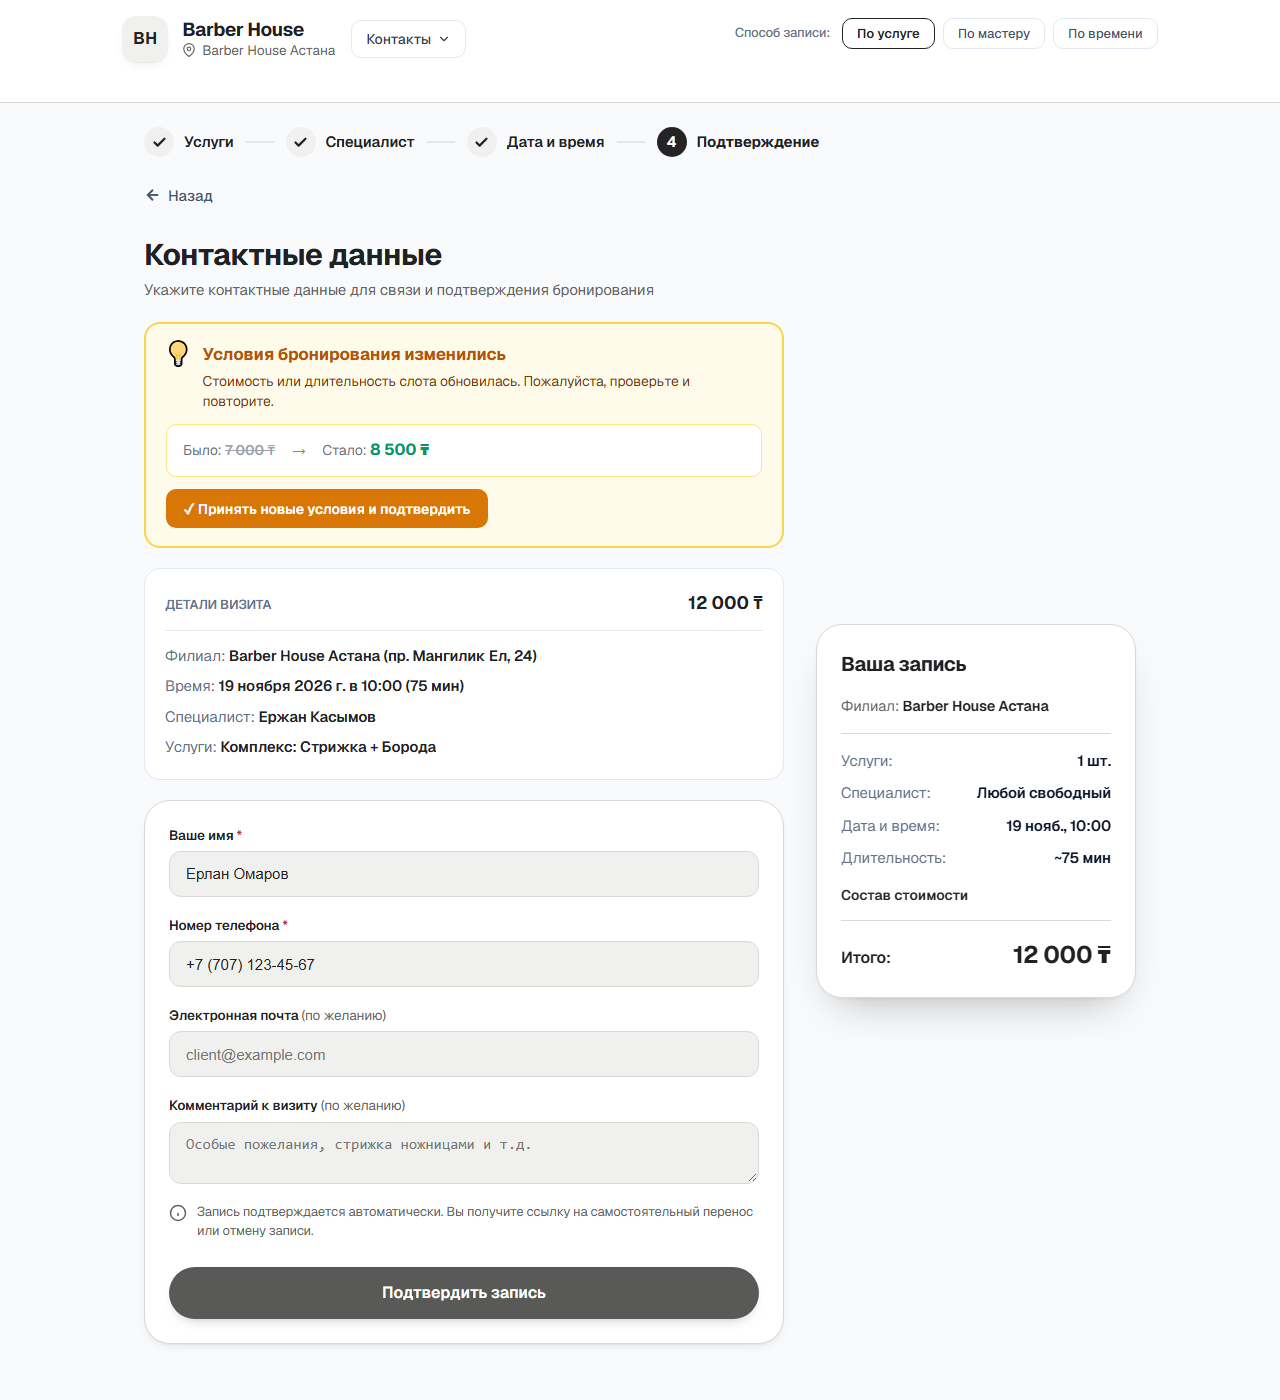 BH
Barber House
Barber House Астана
Контакты
Способ записи:
По услуге
По мастеру
По времени
Услуги
Специалист
Дата и время
4
Подтверждение
Назад
Контактные данные
Укажите контактные данные для связи и подтверждения бронирования
Условия бронирования изменились
Стоимость или длительность слота обновилась. Пожалуйста, проверьте и
повторите.
Было: 7 000 ₸ → Стало: 8 500 ₸
✓ Принять новые условия и подтвердить
ДЕТАЛИ ВИЗИТА
12 000 ₸
Филиал: Barber House Астана (пр. Мангилик Ел, 24)
Время: 19 ноября 2026 г. в 10:00 (75 мин)
Специалист: Ержан Касымов
Услуги: Комплекс: Стрижка + Борода
Ваше имя *
Ерлан Омаров
Номер телефона *
+7 (707) 123-45-67
Электронная почта (по желанию)
client@example.com
Комментарий к визиту (по желанию)
Особые пожелания, стрижка ножницами и т.д.
Запись подтверждается автоматически. Вы получите ссылку на самостоятельный перенос
или отмену записи.
Подтвердить запись
Ваша запись
Филиал: Barber House Астана
Услуги: 1 шт.
Специалист: Любой свободный
Дата и время: 19 нояб., 10:00
Длительность: ~75 мин
Состав стоимости
Итого: 12 000 ₸